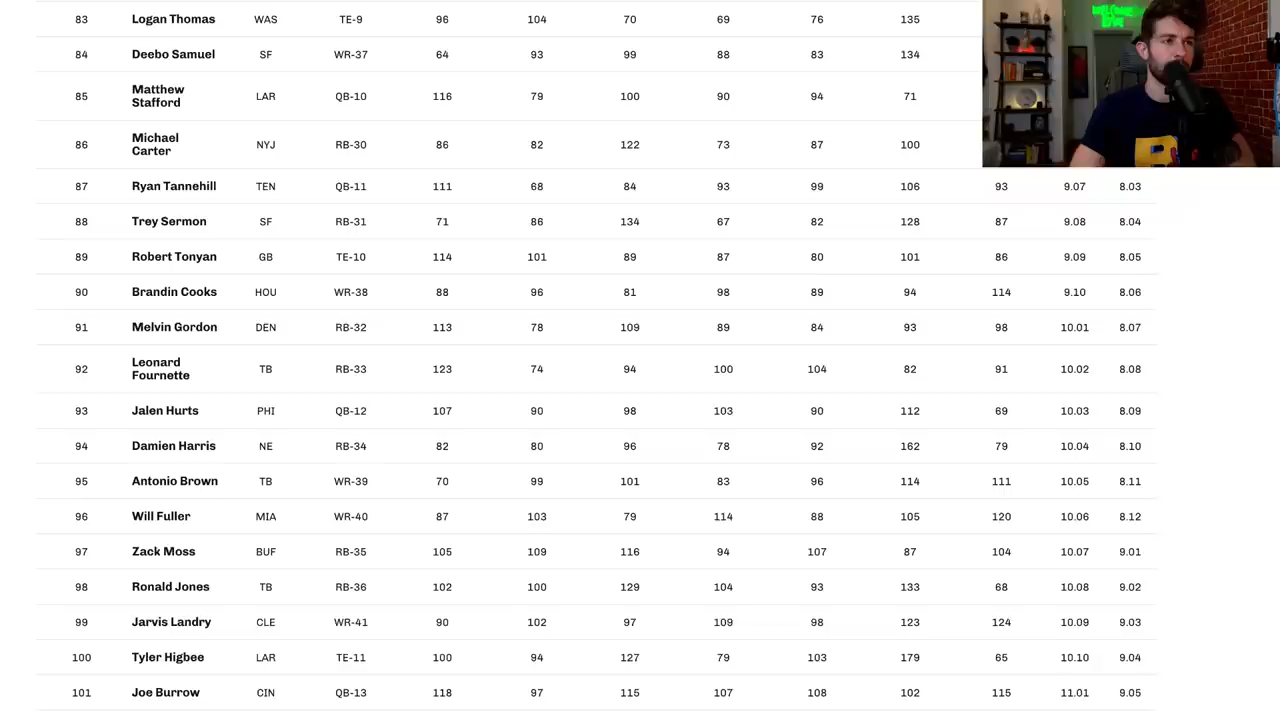 83 Logan Thomas WAS TE-9 96 104 70 69 76 135
84 Deebo Samuel SF WR-37 64 93 99 88 83 134
85 Matthew Stafford LAR QB-10 116 79 100 90 94 71
86 Michael Carter NYJ RB-30 86 82 122 73 87 100
87 Ryan Tannehill TEN QB-11 111 68 84 93 99 106 93 9.07 8.03
88 Trey Sermon SF RB-31 71 86 134 67 82 128 87 9.08 8.04
89 Robert Tonyan GB TE-10 114 101 89 87 80 101 86 9.09 8.05
90 Brandin Cooks HOU WR-38 88 96 81 98 89 94 114 9.10 8.06
91 Melvin Gordon DEN RB-32 113 78 109 89 84 93 98 10.01 8.07
92 Leonard Fournette TB RB-33 123 74 94 100 104 82 91 10.02 8.08
93 Jalen Hurts PHI QB-12 107 90 98 103 90 112 69 10.03 8.09
94 Damien Harris NE RB-34 82 80 96 78 92 162 79 10.04 8.10
95 Antonio Brown TB WR-39 70 99 101 83 96 114 111 10.05 8.11
96 Will Fuller MIA WR-40 87 103 79 114 88 105 120 10.06 8.12
97 Zack Moss BUF RB-35 105 109 116 94 107 87 104 10.07 9.01
98 Ronald Jones TB RB-36 102 100 129 104 93 133 68 10.08 9.02
99 Jarvis Landry CLE WR-41 90 102 97 109 98 123 124 10.09 9.03
100 Tyler Higbee LAR TE-11 100 94 127 79 103 179 65 10.10 9.04
101 Joe Burrow CIN QB-13 118 97 115 107 108 102 115 11.01 9.05